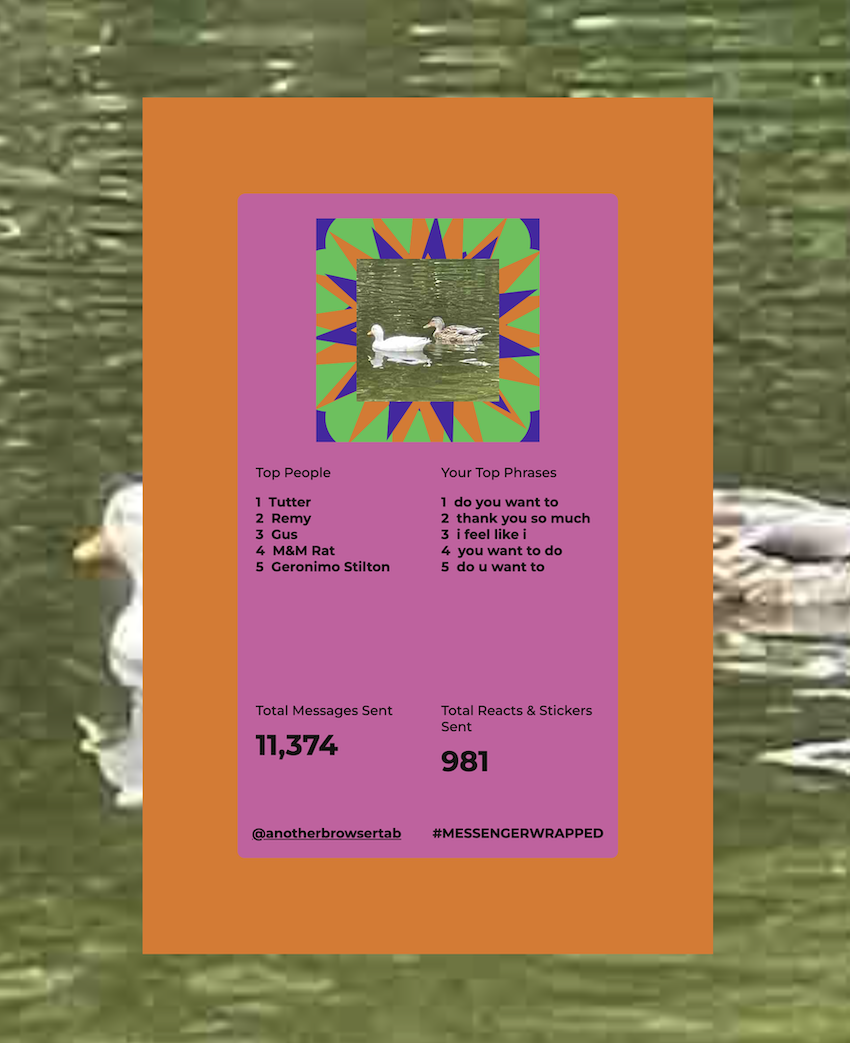 Top People
1 Tutter
2 Remy
3 Gus
4 M&M Rat
5 Geronimo Stilton
Your Top Phrases
1 do you want to
2 thank you so much
3 i feel like i
4 you want to do
5 do u want to
Total Messages Sent
11,374
Total Reacts & Stickers
Sent
981
@anotherbrowsertab
#MESSENGERWRAPPED